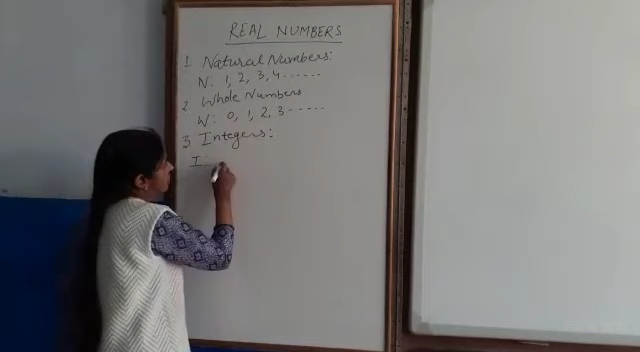 REAL NUMBERS
1 Natural Numbers:
N: 1, 2, 3, 4 ......
2 Whole Numbers
W: 0, 1, 2, 3 ......
3 Integers:
I: